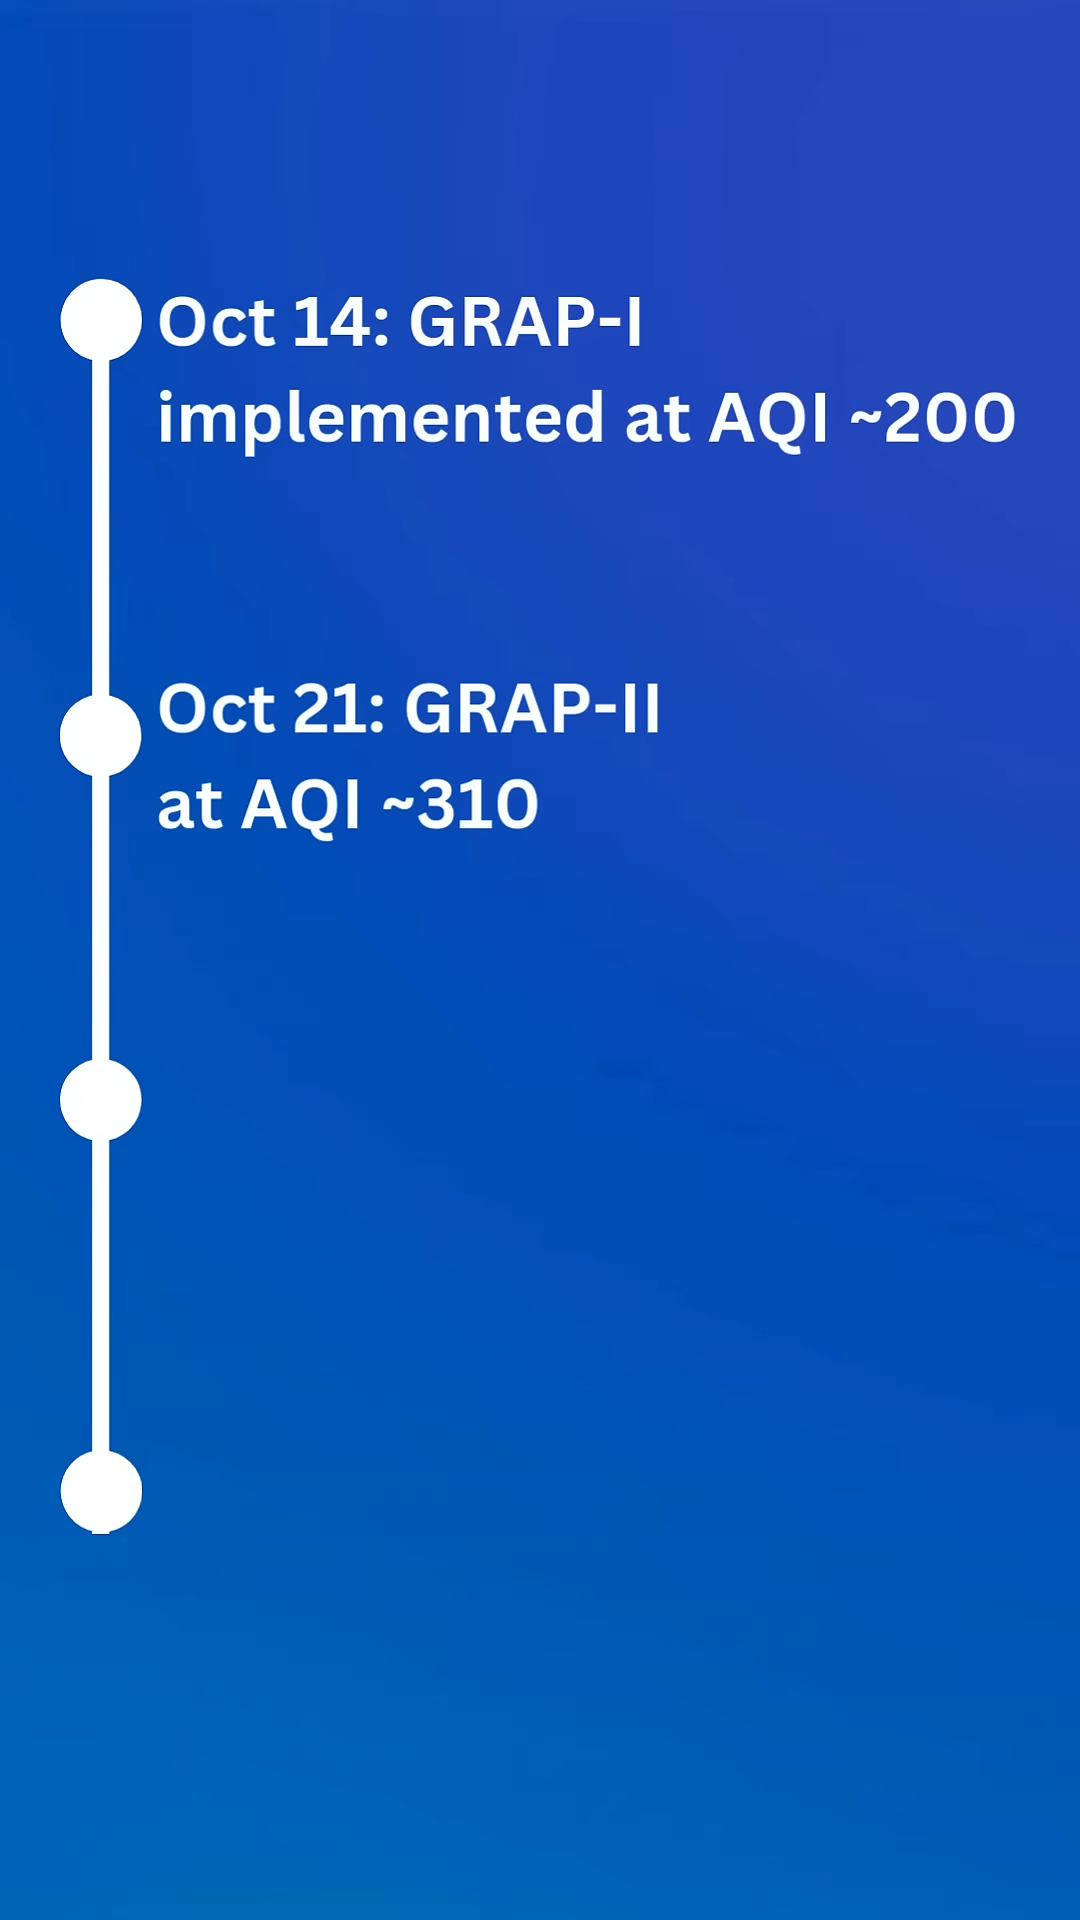 Oct 14: GRAP-I
implemented at AQI ~200
Oct 21: GRAP-II
at AQI ~310